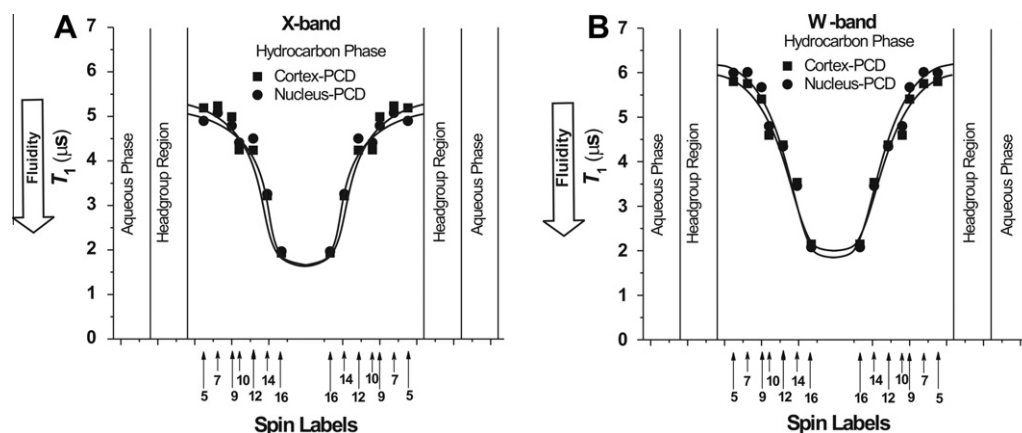 A
X-band
Hydrocarbon Phase
Cortex-PCD
Nucleus-PCD
7
6
5
4
3
2
1
0
Fluidity
T1 (μs)
Aqueous Phase
Headgroup Region
Headgroup Region
Aqueous Phase
5 7 9 10 12 14 16 16 14 12 10 9 7 5
Spin Labels
B
W-band
Hydrocarbon Phase
Cortex-PCD
Nucleus-PCD
7
6
5
4
3
2
1
0
Fluidity
T1 (μs)
Aqueous Phase
Headgroup Region
Headgroup Region
Aqueous Phase
5 7 9 10 12 14 16 16 14 12 10 9 7 5
Spin Labels